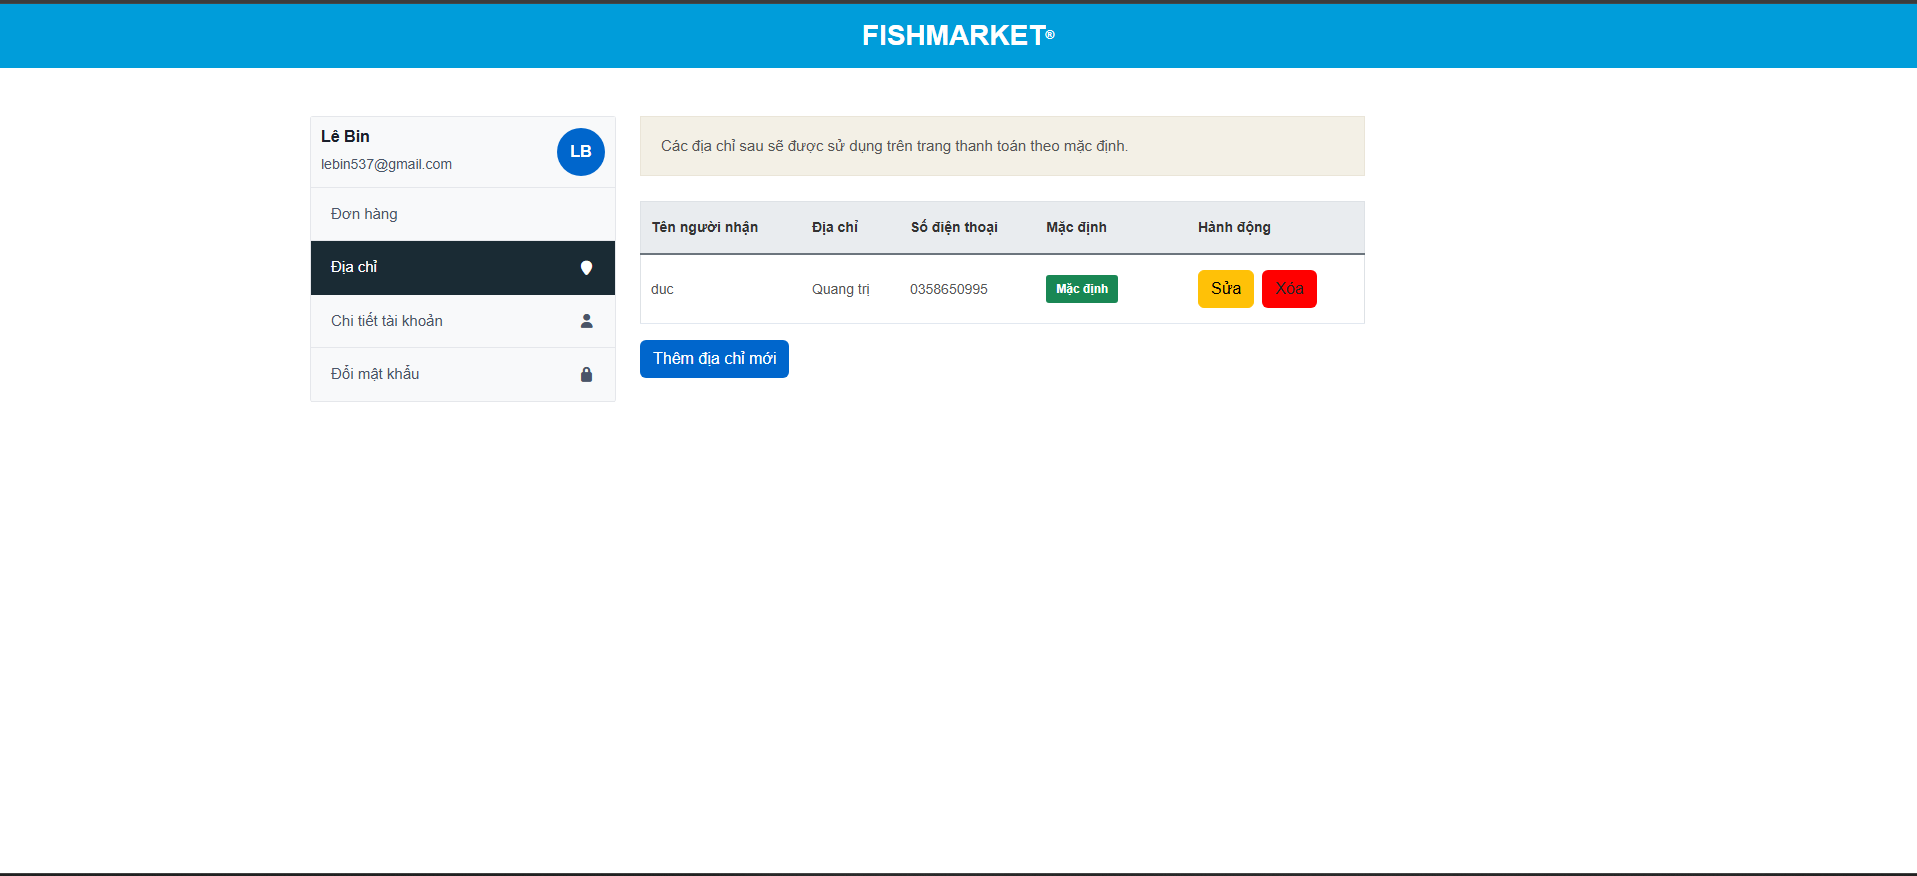 FISHMARKET®
Lê Bin
lebin537@gmail.com
LB
Đơn hàng
Địa chỉ
Chi tiết tài khoản
Đổi mật khẩu
Các địa chỉ sau sẽ được sử dụng trên trang thanh toán theo mặc định.
Tên người nhận Địa chỉ Số điện thoại Mặc định Hành động
duc Quang trị 0358650995 Mặc định Sửa Xóa
Thêm địa chỉ mới